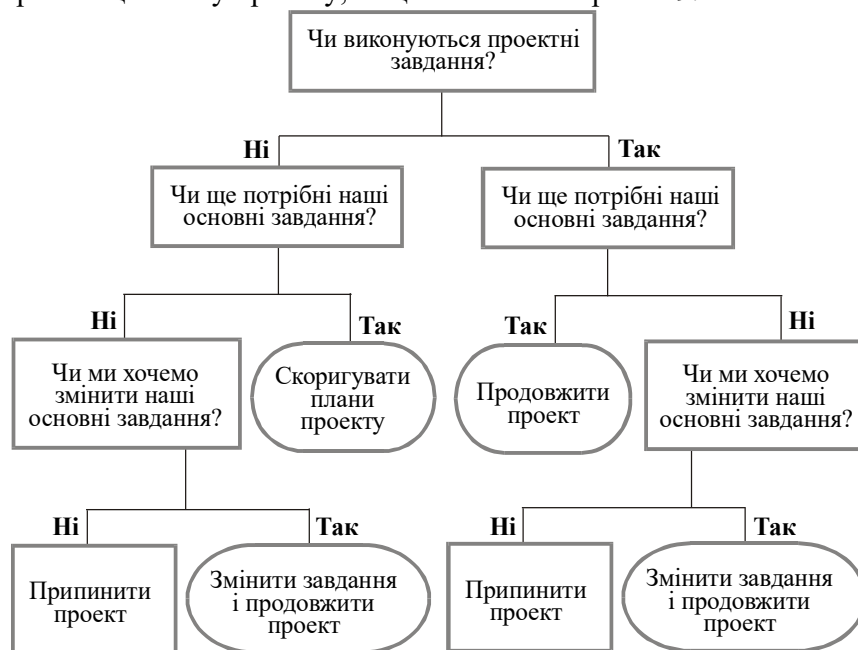 Чи виконуються проектні
завдання?
Ні
Так
Чи ще потрібні наші
основні завдання?
Чи ще потрібні наші
основні завдання?
Ні
Так
Так
Ні
Чи ми хочемо
змінити наші
основні завдання?
Скоригувати
плани
проекту
Продовжити
проект
Чи ми хочемо
змінити наші
основні завдання?
Ні
Так
Ні
Так
Припинити
проект
Змінити завдання
і продовжити
проект
Припинити
проект
Змінити завдання
і продовжити
проект